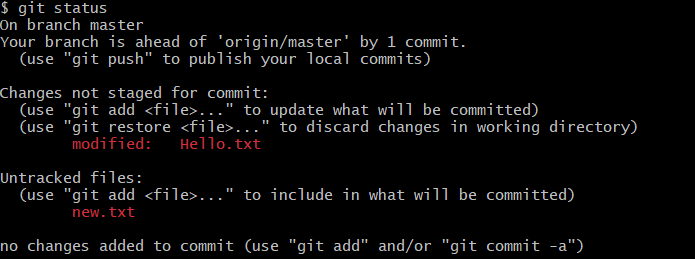 $ git status
On branch master
Your branch is ahead of 'origin/master' by 1 commit.
  (use "git push" to publish your local commits)

Changes not staged for commit:
  (use "git add <file>..." to update what will be committed)
  (use "git restore <file>..." to discard changes in working directory)
        modified:   Hello.txt

Untracked files:
  (use "git add <file>..." to include in what will be committed)
        new.txt

no changes added to commit (use "git add" and/or "git commit -a")